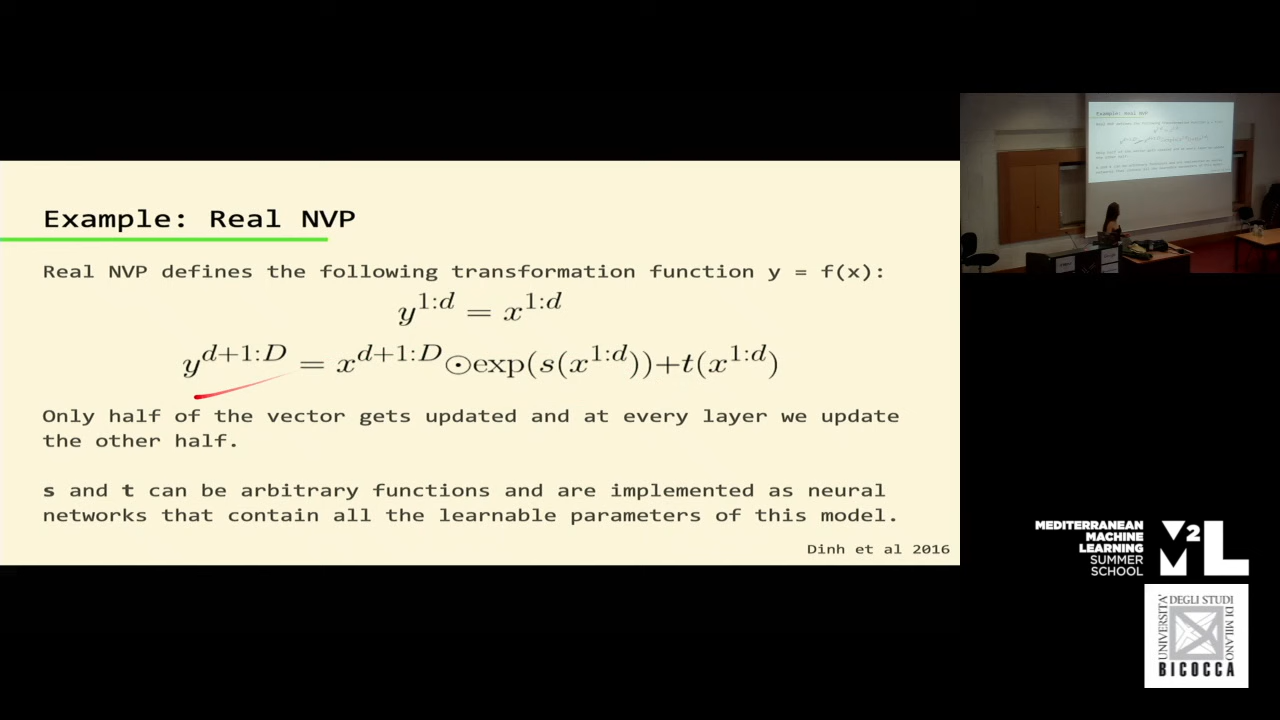 Example: Real NVP
Real NVP defines the following transformation function y = f(x):
y^{1:d} = x^{1:d}
y^{d+1:D} = x^{d+1:D} ⊙ exp(s(x^{1:d})) + t(x^{1:d})
Only half of the vector gets updated and at every layer we update
the other half.
s and t can be arbitrary functions and are implemented as neural
networks that contain all the learnable parameters of this model.
Dinh et al 2016
Example: Real NVP
MEDITERRANEAN
MACHINE
LEARNING
SUMMER
SCHOOL
M2L
UNIVERSITÀ
DEGLI STUDI
DI MILANO
BICOCCA